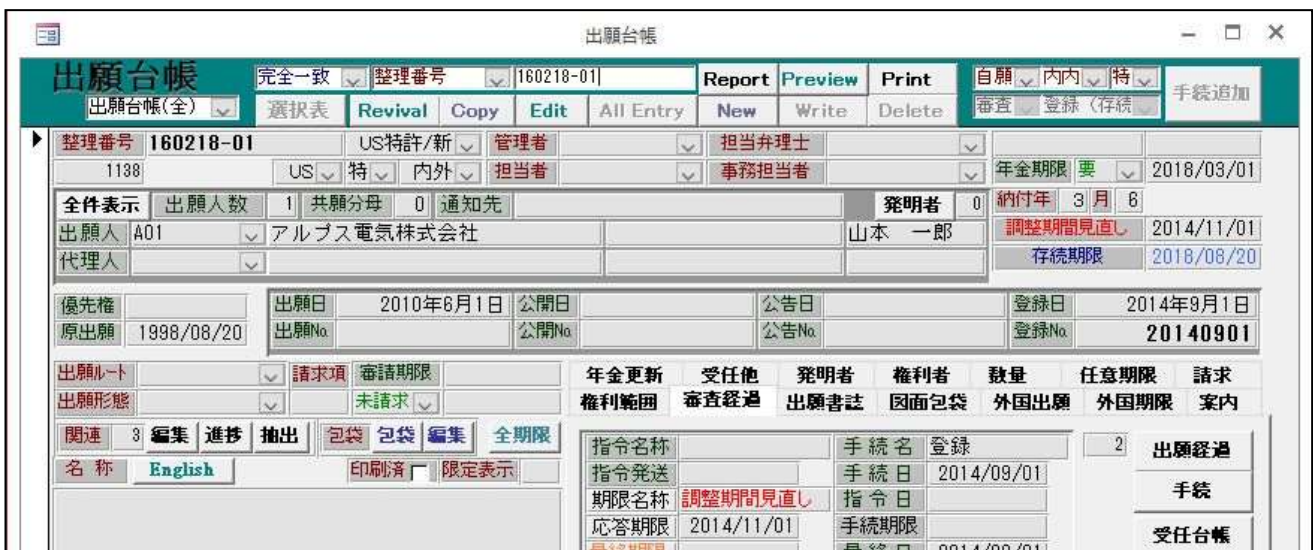 出願台帳
出願台帳 完全一致 整理番号 160218-01 Report Preview Print 自願 内内 特 手続追加
出願台帳(全) 選択表 Revival Copy Edit All Entry New Write Delete 審査 登録 (存続
整理番号 160218-01 US特許/新 管理者 担当弁理士
1138 US 特 内外 担当者 事務担当者 年金期限 要 2018/03/01
全件表示 出願人数 1 共願分母 0 通知先 発明者 0 納付年 3 月 6
出願人 A01 アルプス電気株式会社 山本 一郎 調整期間見直し 2014/11/01
代理人 存続期限 2018/08/20
優先権 出願日 2010年6月1日 公開日 公告日 登録日 2014年9月1日
原出願 1998/08/20 出願No. 公開No. 公告No. 登録No. 20140901
出願ルート 請求項 審請期限 年金更新 受任他 発明者 権利者 数量 任意期限 請求
出願形態 未請求 権利範囲 審査経過 出願書誌 図面包袋 外国出願 外国期限 案内
関連 3 編集 進捗 抽出 包袋 包袋 編集 全期限 指令名称 手続名 登録 2 出願経過
名称 English 印刷済 限定表示 指令発送 手続日 2014/09/01
期限名称 調整期間見直し 指令日 手続
応答期限 2014/11/01 手続期限 受任台帳
最終期限 最終日 2014/09/01